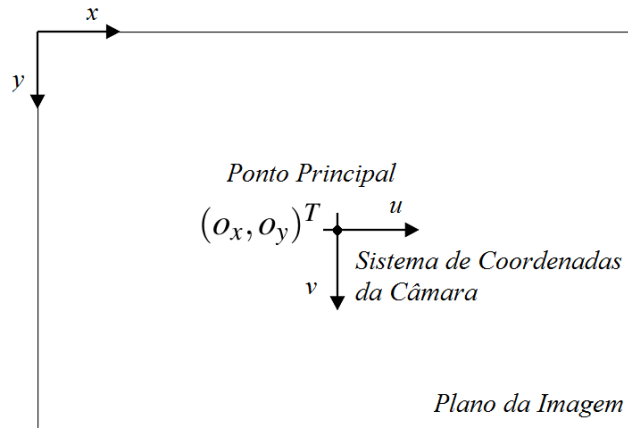 x
y
Ponto Principal
(o_x, o_y)^T
u
Sistema de Coordenadas
da Câmara
v
Plano da Imagem